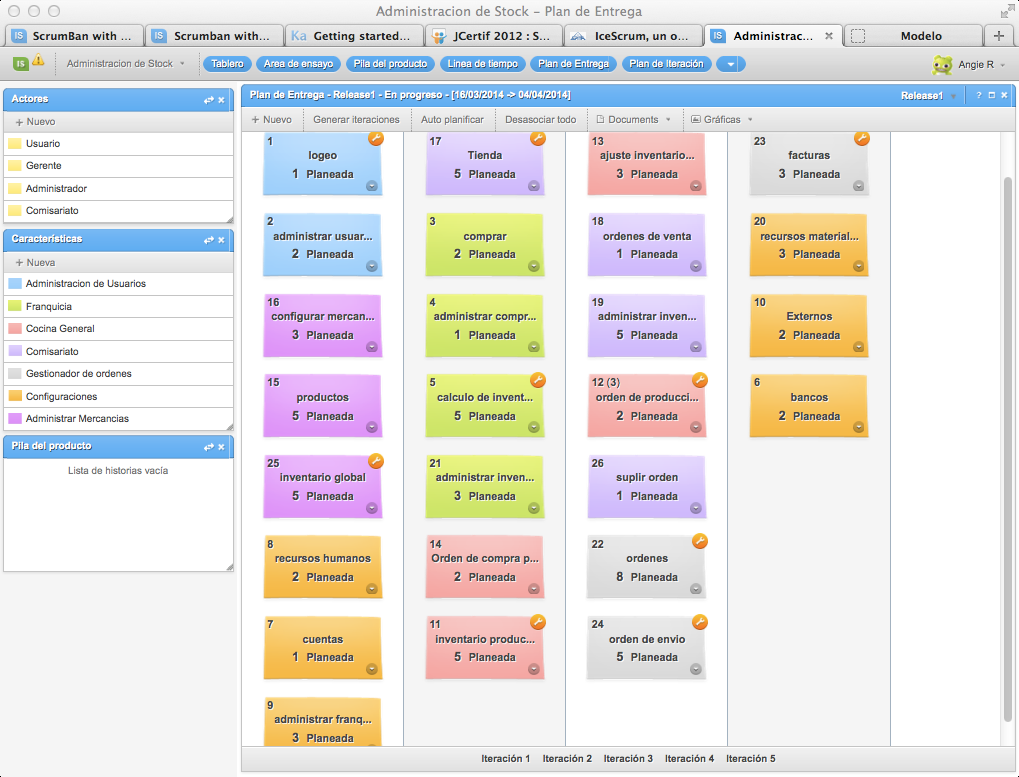 Administracion de Stock - Plan de Entrega
IS ScrumBan with ...
IS Scrumban with...
Ka Getting started...
JCertif 2012 : S...
IceScrum, un o...
IS Administrac...
Modelo
IS Administracion de Stock
Tablero
Area de ensayo
Pila del producto
Linea de tiempo
Plan de Entrega
Plan de Iteración
Angie R
Actores
+ Nuevo
Usuario
Gerente
Administrador
Comisariato
Características
+ Nueva
Administracion de Usuarios
Franquicia
Cocina General
Comisariato
Gestionador de ordenes
Configuraciones
Administrar Mercancias
Pila del producto
Lista de historias vacía
Plan de Entrega - Release1 - En progreso - [16/03/2014 -> 04/04/2014]
Release1 ?
+ Nuevo
Generar iteraciones
Auto planificar
Desasociar todo
Documents
Gráficas
1
logeo
1 Planeada
2
administrar usuar...
2 Planeada
16
configurar mercan...
3 Planeada
15
productos
5 Planeada
25
inventario global
5 Planeada
8
recursos humanos
2 Planeada
7
cuentas
1 Planeada
9
administrar franq...
3 Planeada
17
Tienda
5 Planeada
3
comprar
2 Planeada
4
administrar compr...
1 Planeada
5
calculo de invent...
5 Planeada
21
administrar inven...
3 Planeada
14
Orden de compra p...
2 Planeada
11
inventario produc...
5 Planeada
13
ajuste inventario...
3 Planeada
18
ordenes de venta
1 Planeada
19
administrar inven...
5 Planeada
12 (3)
orden de producci...
2 Planeada
26
suplir orden
1 Planeada
22
ordenes
8 Planeada
24
orden de envio
5 Planeada
23
facturas
3 Planeada
20
recursos material...
3 Planeada
10
Externos
2 Planeada
6
bancos
2 Planeada
Iteración 1
Iteración 2
Iteración 3
Iteración 4
Iteración 5